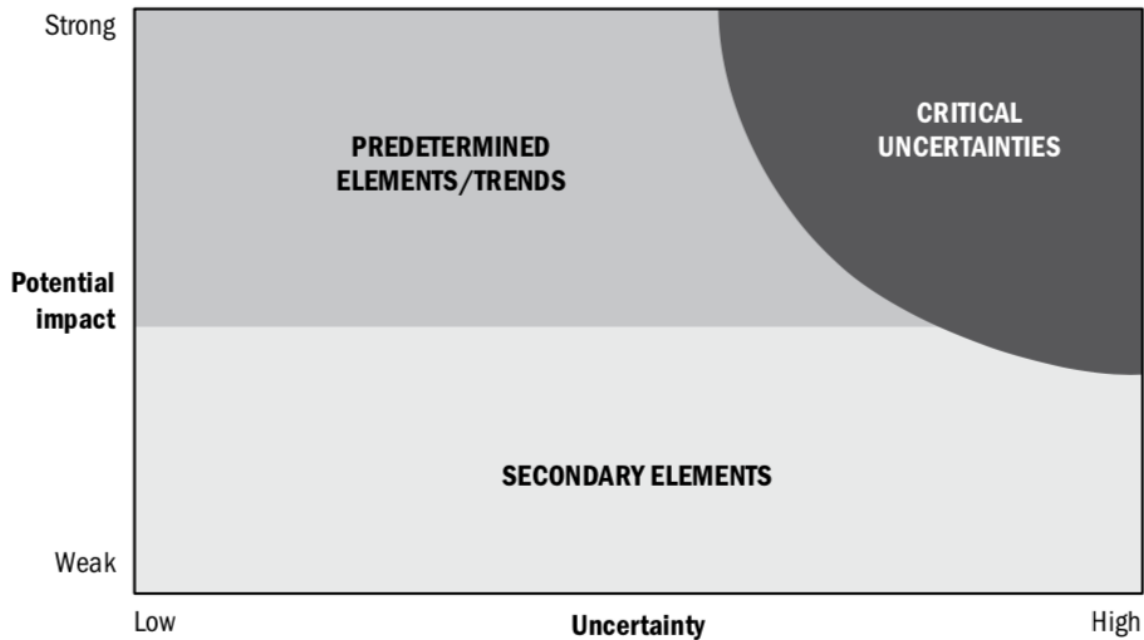 Strong
CRITICAL
UNCERTAINTIES
PREDETERMINED
ELEMENTS/TRENDS
Potential
impact
SECONDARY ELEMENTS
Weak
Low
Uncertainty
High